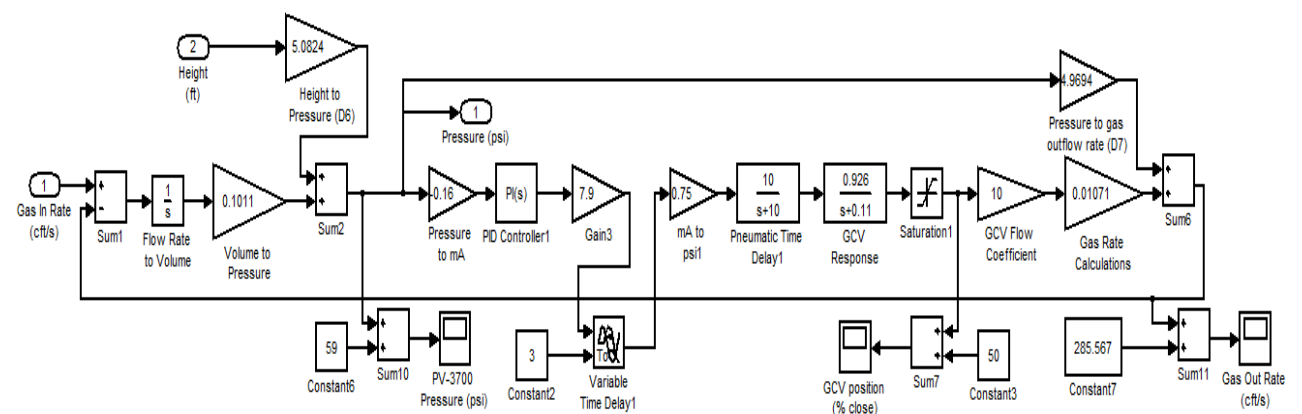 2
Height
(ft)
5.0824
Height to
Pressure (D6)
1
Pressure (psi)
4.9694
Pressure to gas
outflow rate (D7)
1
Gas In Rate
(cft/s)
Sum1
1
s
Flow Rate
to Volume
0.1011
Volume to
Pressure
Sum2
-0.16
Pressure
to mA
PI(s)
PID Controller1
7.9
Gain3
0.75
mA to
psi1
10
s+10
Pneumatic Time
Delay1
0.926
s+0.11
GCV
Response
Saturation1
10
GCV Flow
Coefficient
0.01071
Gas Rate
Calculations
Sum6
59
Constant6
Sum10
PV-3700
Pressure (psi)
3
Constant2
To
Variable
Time Delay1
GCV position
(% close)
Sum7
50
Constant3
285.567
Constant7
Sum11
Gas Out Rate
(cft/s)